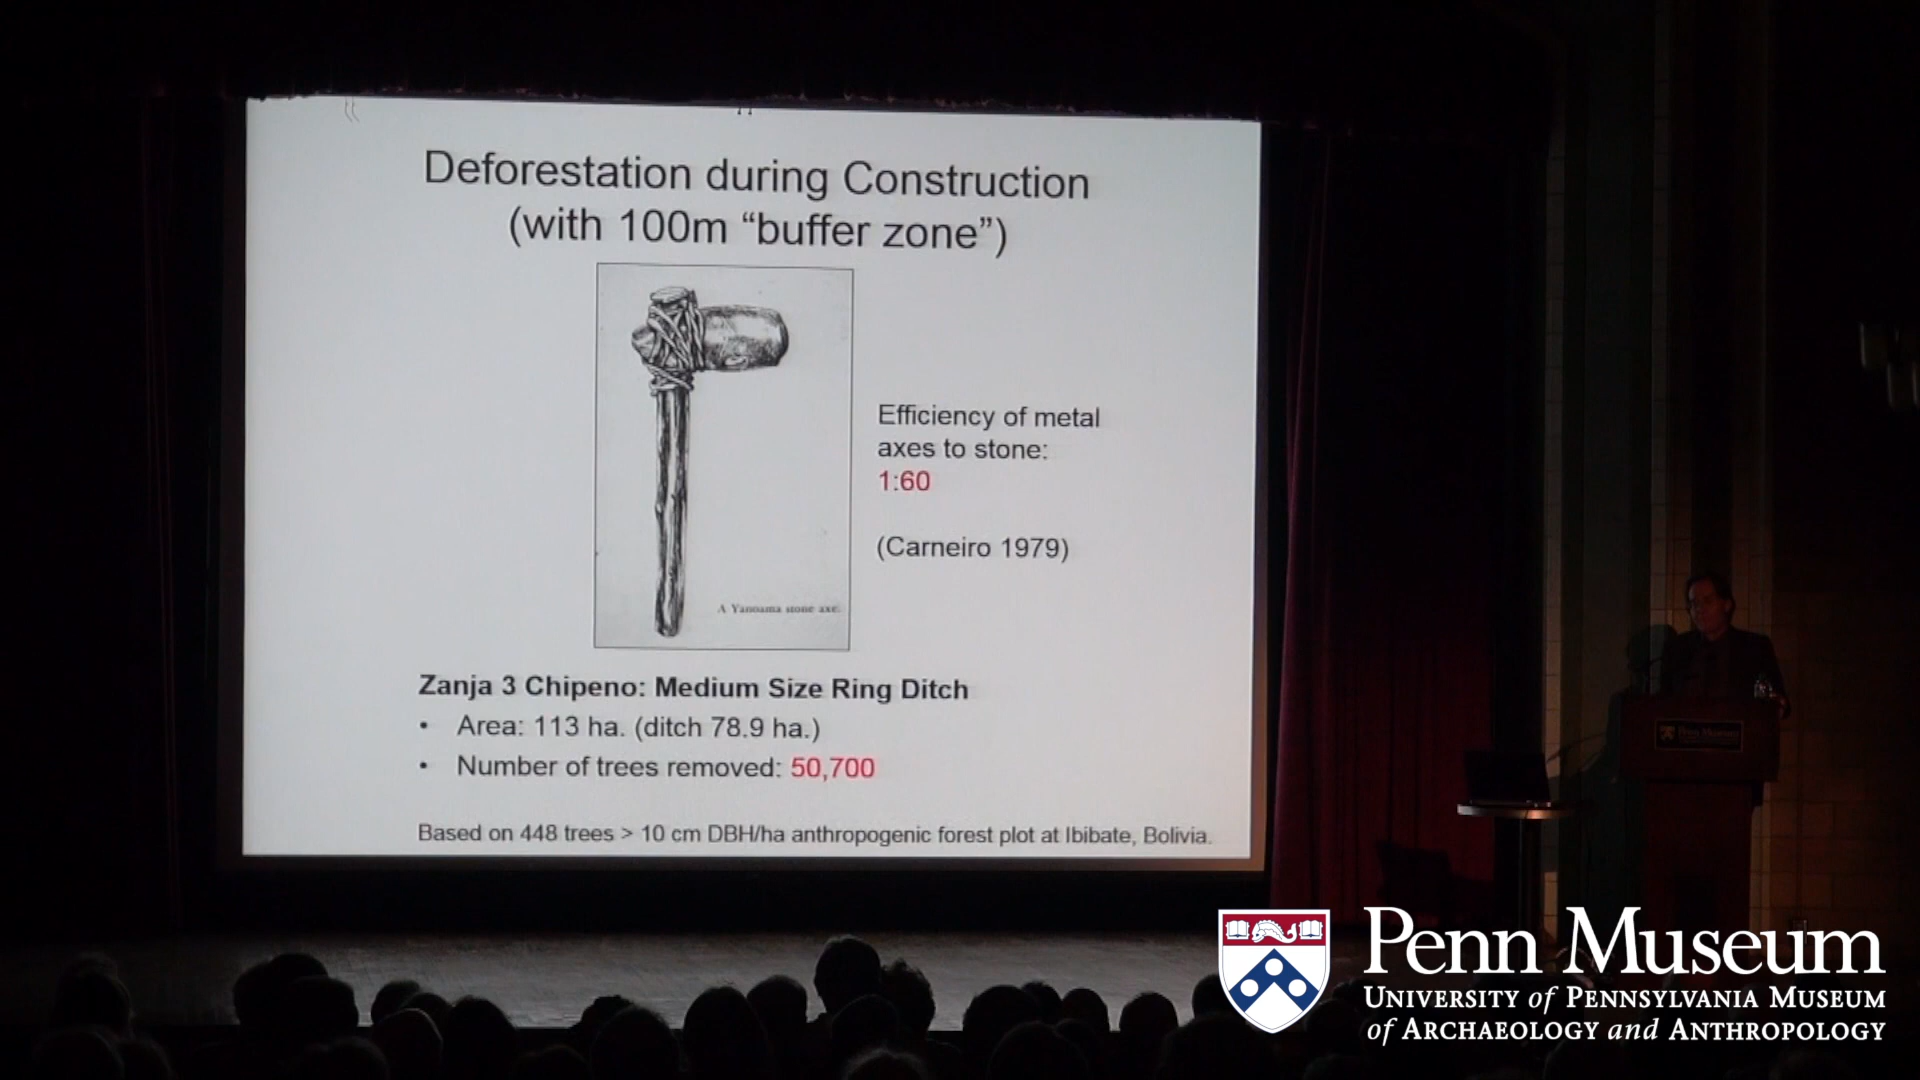 Deforestation during Construction
(with 100m “buffer zone”)
Efficiency of metal
axes to stone:
1:60
(Carneiro 1979)
A Yanoama stone axe.
Zanja 3 Chipeno: Medium Size Ring Ditch
• Area: 113 ha. (ditch 78.9 ha.)
• Number of trees removed: 50,700
Based on 448 trees > 10 cm DBH/ha anthropogenic forest plot at Ibibate, Bolivia.
Penn Museum
Penn Museum
University of Pennsylvania Museum
of Archaeology and Anthropology